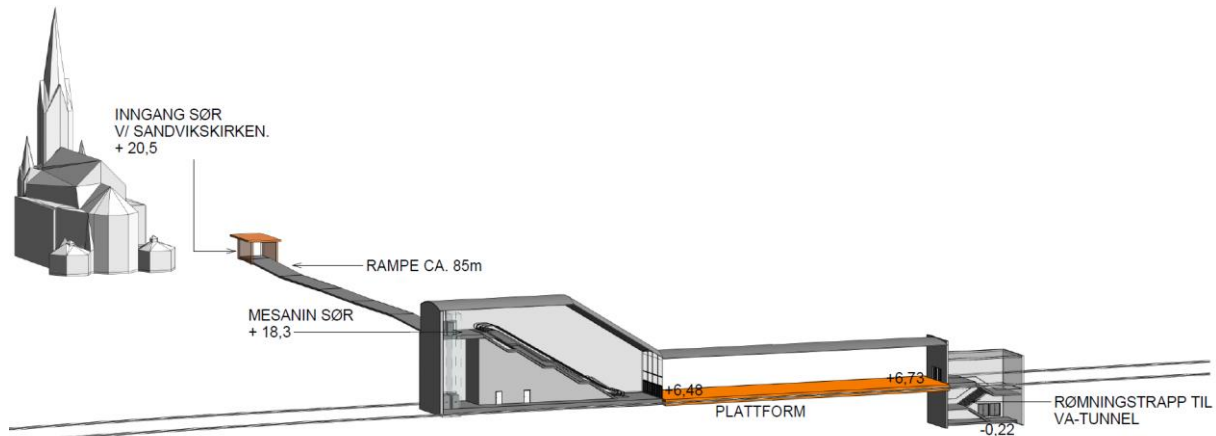 INNGANG SØR
V/ SANDVIKSKIRKEN.
+ 20,5
RAMPE CA. 85m
MESANIN SØR
+ 18,3
+6,48
+6,73
PLATTFORM
RØMNINGSTRAPP TIL
VA-TUNNEL
-0,22